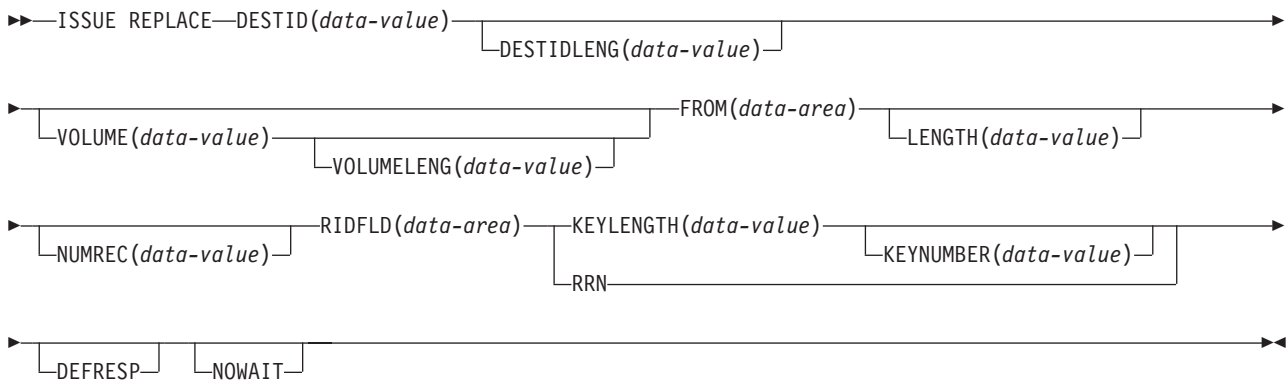 ISSUE REPLACE DESTID(data-value)
DESTIDLENG(data-value)
FROM(data-area)
VOLUME(data-value)
LENGTH(data-value)
VOLUMELENG(data-value)
RIDFLD(data-area) KEYLENGTH(data-value)
NUMREC(data-value)
KEYNUMBER(data-value)
RRN
DEFRESP NOWAIT